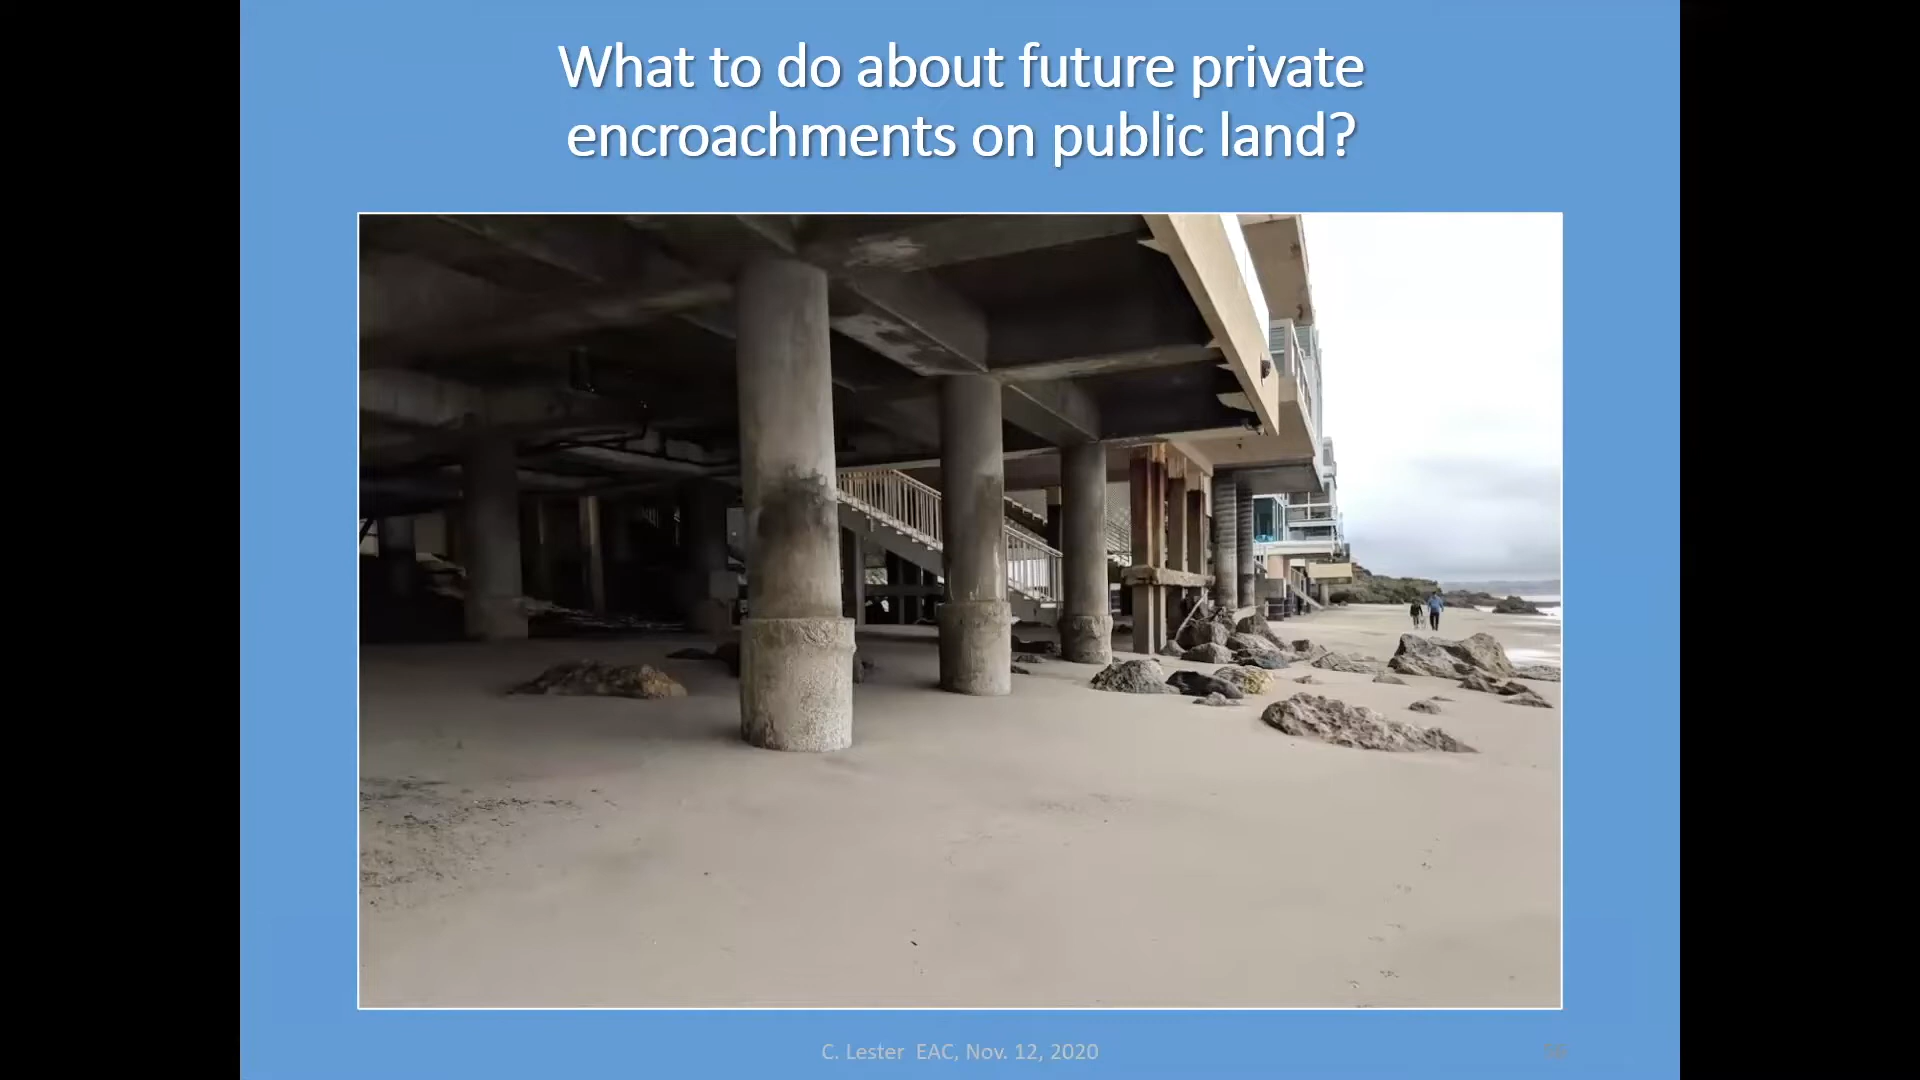 What to do about future private
encroachments on public land?
C. Lester  EAC, Nov. 12, 2020